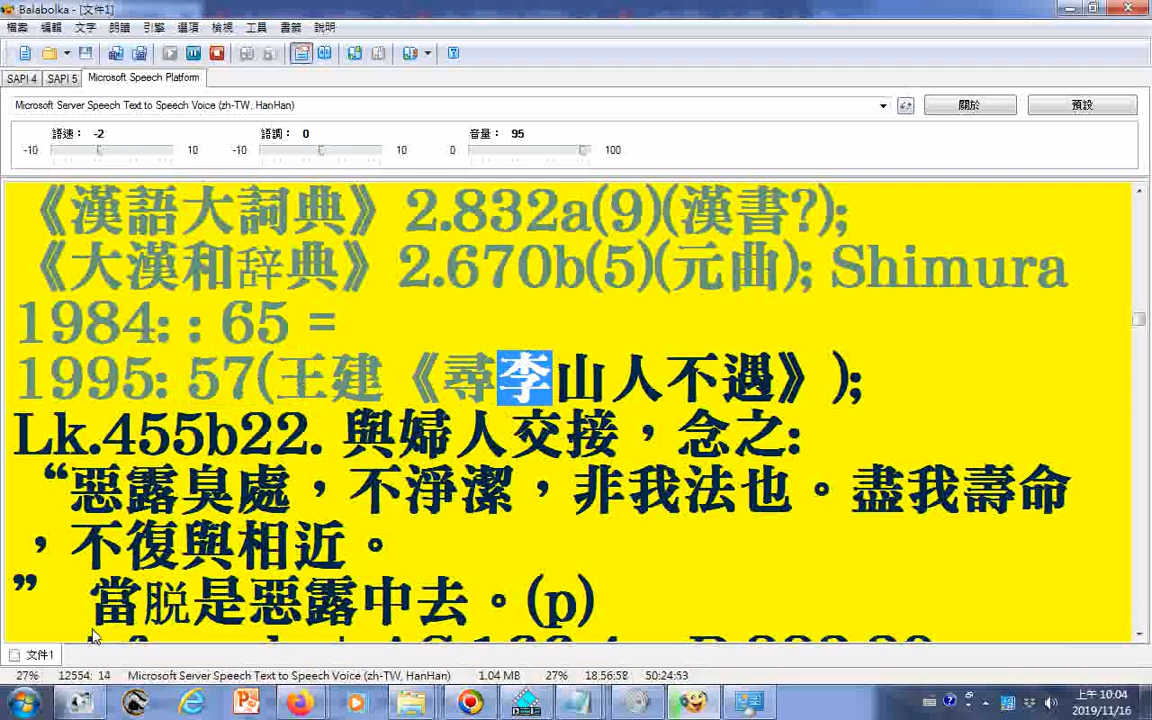 Balabolka - [文件1]
檔案 編輯 文字 朗讀 引擎 選項 檢視 工具 書籤 說明
SAPI 4 SAPI 5 Microsoft Speech Platform
Microsoft Server Speech Text to Speech Voice (zh-TW, HanHan) 關於 預設
語速： -2 語調： 0 音量： 95
-10 10 -10 10 0 100
《漢語大詞典》 2.832a(9)(漢書?);
《大漢和辞典》 2.670b(5)(元曲); Shimura
1984: : 65 =
1995: 57(王建《尋李山人不遇》);
Lk.455b22. 與婦人交接，念之:
“惡露臭處，不淨潔，非我法也。盡我壽命
，不復與相近。
” 當脱是惡露中去。(p)
文件1
27% 12554: 14 Microsoft Server Speech Text to Speech Voice (zh-TW, HanHan) 1.04 MB 27% 18:56:58 50:24:53
上午 10:04
2019/11/16